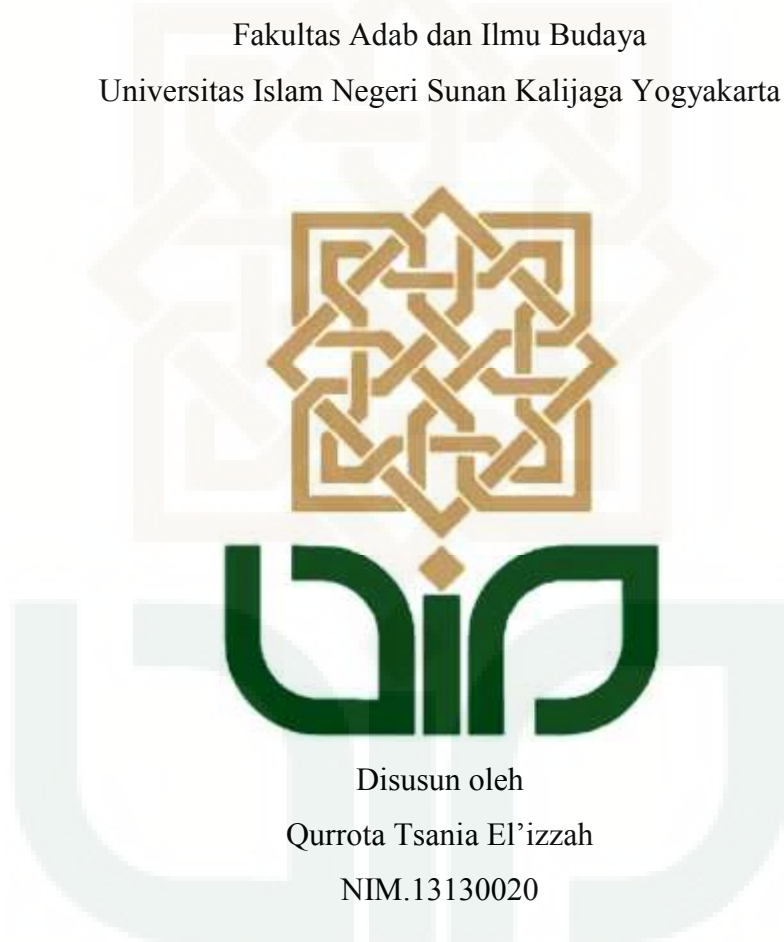 Fakultas Adab dan Ilmu Budaya
Universitas Islam Negeri Sunan Kalijaga Yogyakarta
uin
Disusun oleh
Qurrota Tsania El’izzah
NIM.13130020